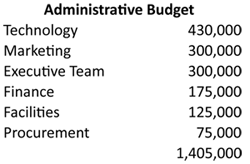 Administrative Budget
Technology 430,000
Marketing 300,000
Executive Team 300,000
Finance 175,000
Facilities 125,000
Procurement 75,000
1,405,000